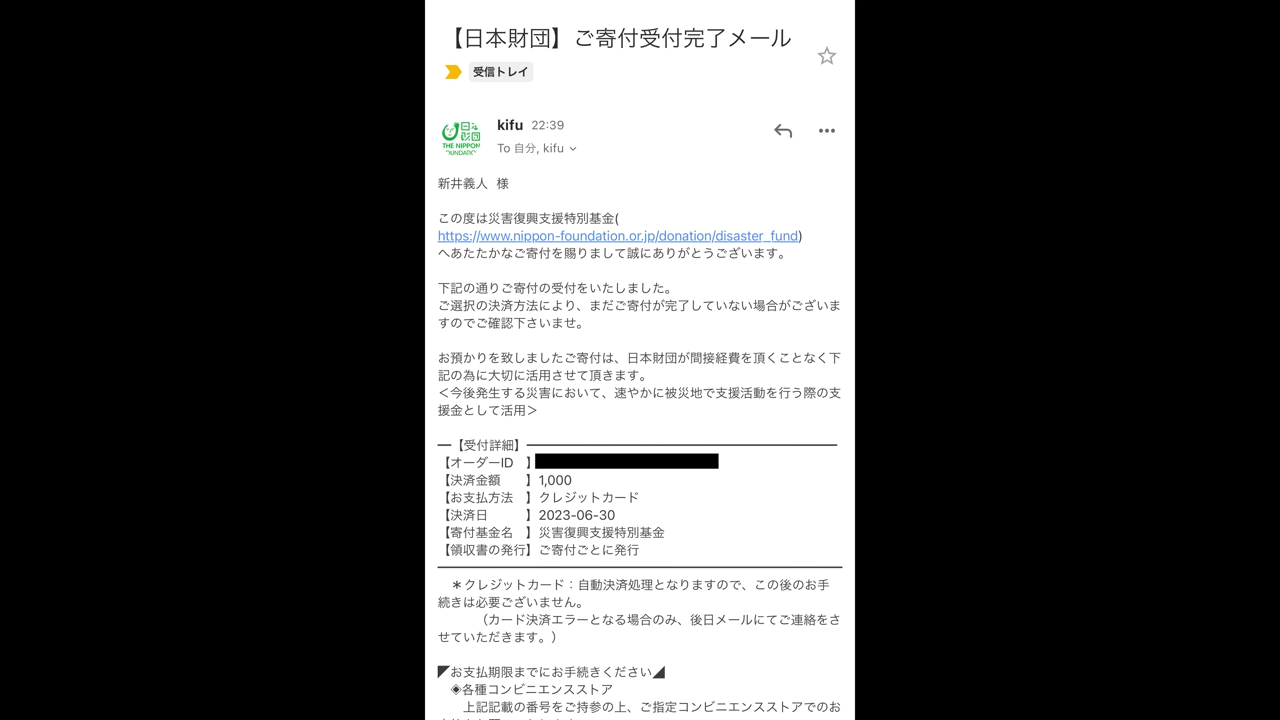 【日本財団】ご寄付受付完了メール
受信トレイ
kifu 22:39
To 自分, kifu
THE NIPPON
新井義人 様
この度は災害復興支援特別基金(
https://www.nippon-foundation.or.jp/donation/disaster_fund)
へあたたかなご寄付を賜りまして誠にありがとうございます。
下記の通りご寄付の受付をいたしました。
ご選択の決済方法により、まだご寄付が完了していない場合がございま
すのでご確認下さいませ。
お預かりを致しましたご寄付は、日本財団が間接経費を頂くことなく下
記の為に大切に活用させて頂きます。
＜今後発生する災害において、速やかに被災地で支援活動を行う際の支
援金として活用＞
━【受付詳細】━━━━━━━━━━━━━━━━━━━━━━━━━
【オーダーID 】
【決済金額 】1,000
【お支払方法 】クレジットカード
【決済日 】2023-06-30
【寄付基金名 】災害復興支援特別基金
【領収書の発行】ご寄付ごとに発行
＊クレジットカード：自動決済処理となりますので、この後のお手
続きは必要ございません。
（カード決済エラーとなる場合のみ、後日メールにてご連絡をさ
せていただきます。）
◤お支払期限までにお手続きください◢
◈各種コンビニエンスストア
上記記載の番号をご持参の上、ご指定コンビニエンスストアでのお